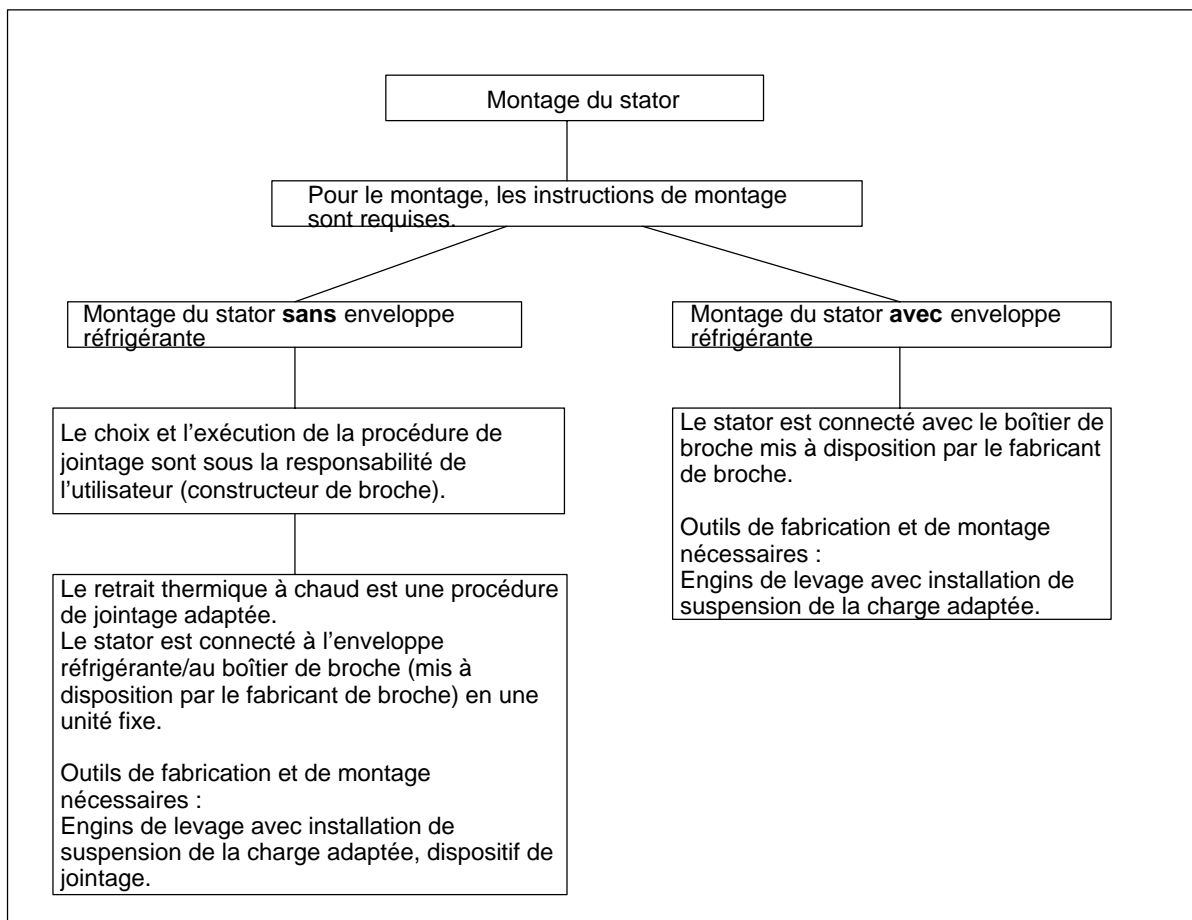 Montage du stator
Pour le montage, les instructions de montage
sont requises.
Montage du stator sans enveloppe
réfrigérante
Le choix et l'exécution de la procédure de
jointage sont sous la responsabilité de
l'utilisateur (constructeur de broche).
Le retrait thermique à chaud est une procédure
de jointage adaptée.
Le stator est connecté à l'enveloppe
réfrigérante/au boîtier de broche (mis à
disposition par le fabricant de broche) en une
unité fixe.
Outils de fabrication et de montage
nécessaires :
Engins de levage avec installation de
suspension de la charge adaptée, dispositif de
jointage.
Montage du stator avec enveloppe
réfrigérante
Le stator est connecté avec le boîtier de
broche mis à disposition par le fabricant
de broche.
Outils de fabrication et de montage
nécessaires :
Engins de levage avec installation de
suspension de la charge adaptée.